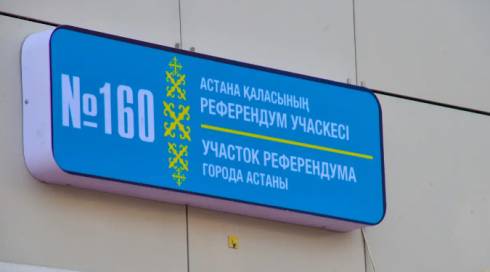 №160
АСТАНА ҚАЛАСЫНЫҢ
РЕФЕРЕНДУМ УЧАСКЕСІ
УЧАСТОК РЕФЕРЕНДУМА
ГОРОДА АСТАНЫ